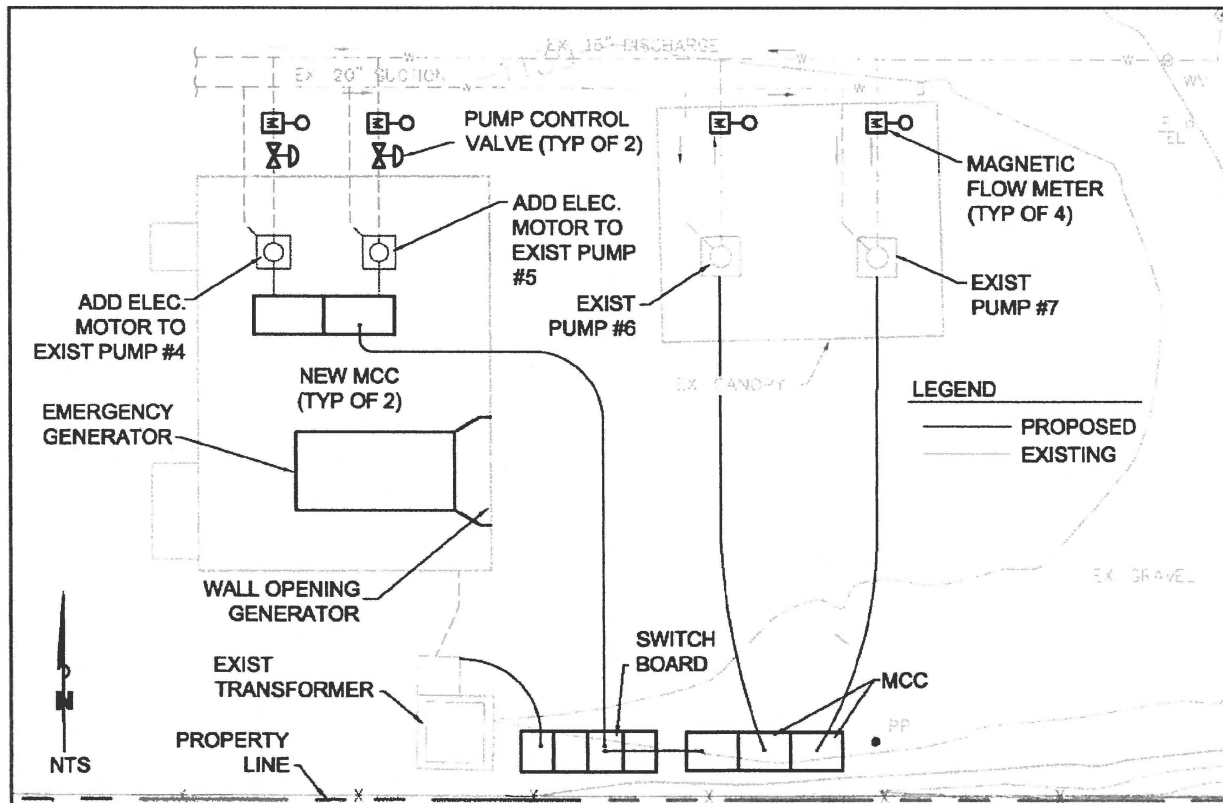 EX. 16" DISCHARGE
EX. 20" SUCTION
W
W
W
W
W
W
WV
E
TEL
PUMP CONTROL
VALVE (TYP OF 2)
MAGNETIC
FLOW METER
(TYP OF 4)
ADD ELEC.
MOTOR TO
EXIST PUMP
#5
ADD ELEC.
MOTOR TO
EXIST PUMP #4
EXIST
PUMP #6
EXIST
PUMP #7
NEW MCC
(TYP OF 2)
EX. CANOPY
LEGEND
PROPOSED
EXISTING
EMERGENCY
GENERATOR
WALL OPENING
GENERATOR
EX. GRAVEL
EXIST
TRANSFORMER
SWITCH
BOARD
MCC
PP
N
NTS
PROPERTY
LINE
X
X
X
X